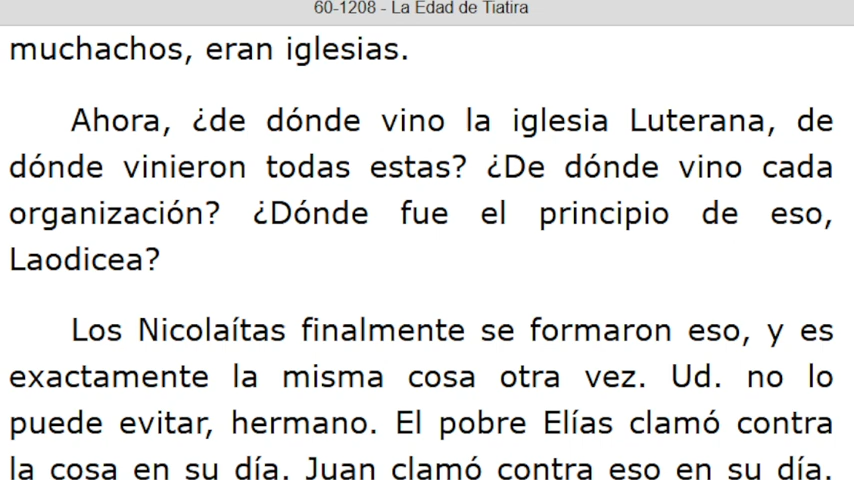 60-1208 - La Edad de Tiatira
muchachos, eran iglesias.
Ahora, ¿de dónde vino la iglesia Luterana, de
dónde vinieron todas estas? ¿De dónde vino cada
organización? ¿Dónde fue el principio de eso,
Laodicea?
Los Nicolaítas finalmente se formaron eso, y es
exactamente la misma cosa otra vez. Ud. no lo
puede evitar, hermano. El pobre Elías clamó contra
la cosa en su día. Juan clamó contra eso en su día.